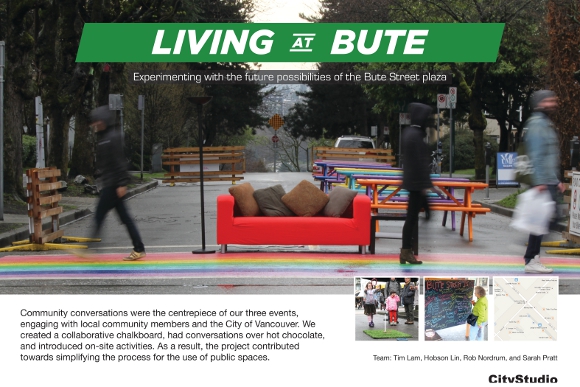 LIVING AT BUTE
Experimenting with the future possibilities of the Bute Street plaza
Community conversations were the centrepiece of our three events,
engaging with local community members and the City of Vancouver. We
created a collaborative chalkboard, had conversations over hot chocolate,
and introduced on-site activities. As a result, the project contributed
towards simplifying the process for the use of public spaces.
Team: Tim Lam, Hobson Lin, Rob Nordrum, and Sarah Pratt
CityStudio